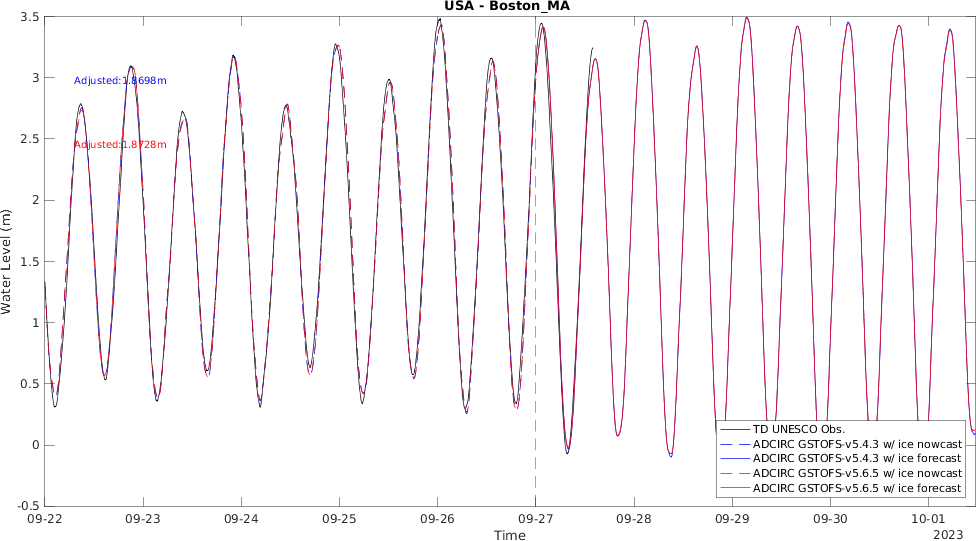 USA - Boston_MA
3.5
3
2.5
2
1.5
1
0.5
0
-0.5
Water Level (m)
Adjusted:1.8698m
Adjusted:1.8728m
TD UNESCO Obs.
ADCIRC GSTOFS-v5.4.3 w/ ice nowcast
ADCIRC GSTOFS-v5.4.3 w/ ice forecast
ADCIRC GSTOFS-v5.6.5 w/ ice nowcast
ADCIRC GSTOFS-v5.6.5 w/ ice forecast
09-22 09-23 09-24 09-25 09-26 09-27 09-28 09-29 09-30 10-01
Time
2023